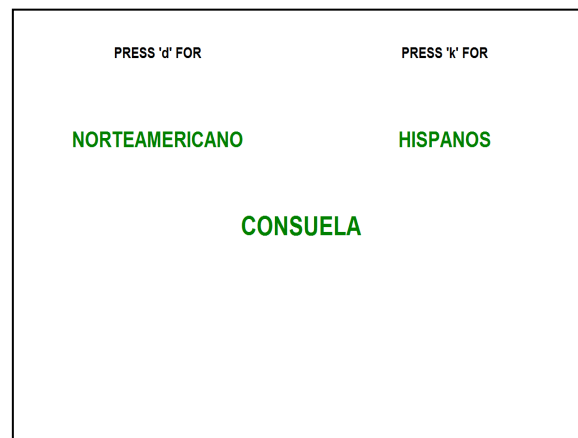 PRESS 'd' FOR PRESS 'k' FOR
NORTEAMERICANO HISPANOS
CONSUELA